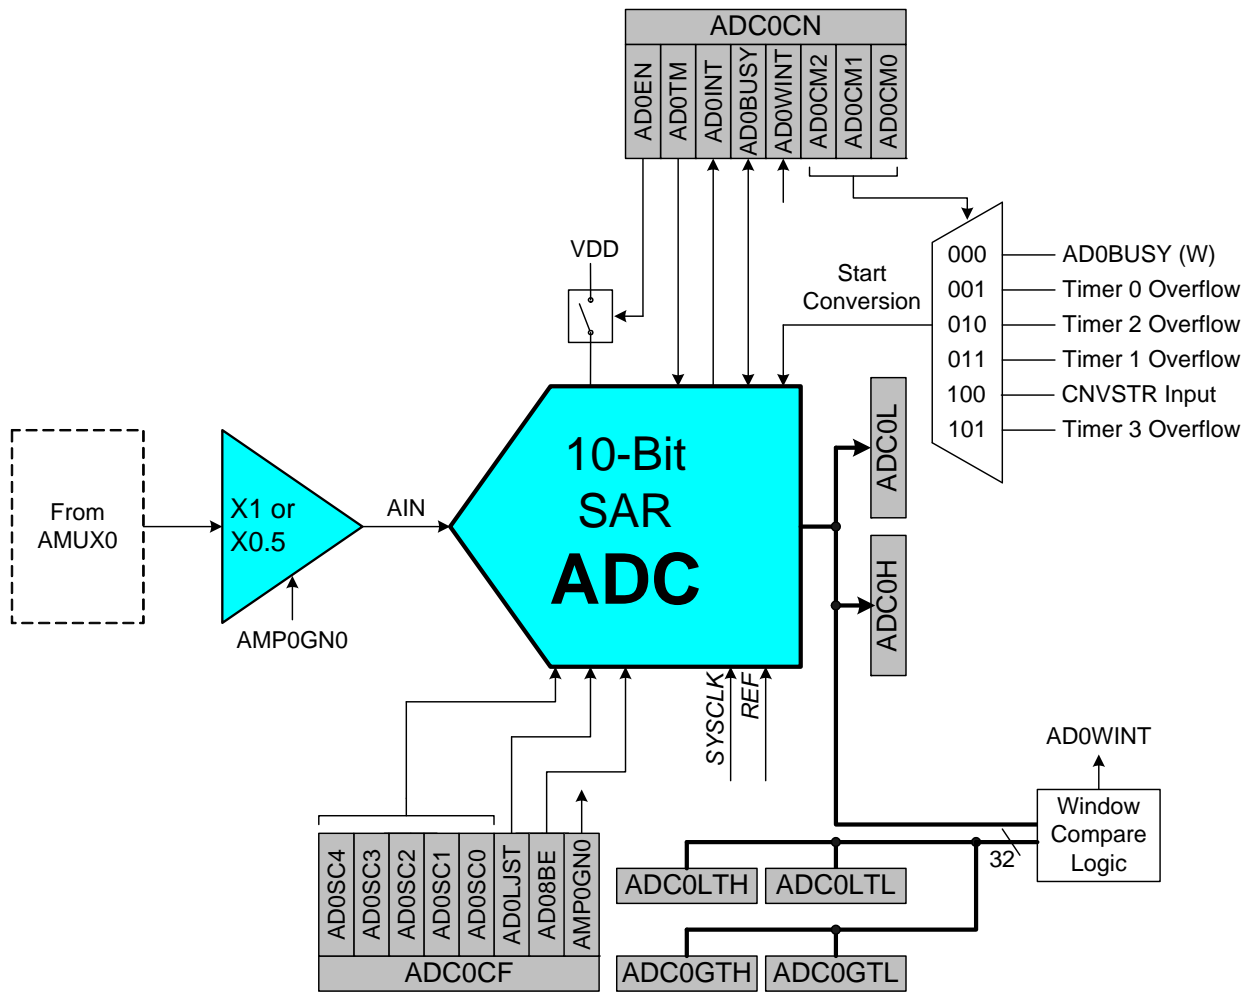 ADC0CN
AD0EN
AD0TM
AD0INT
AD0BUSY
AD0WINT
AD0CM2
AD0CM1
AD0CM0
VDD
Start
Conversion
000
AD0BUSY (W)
001
Timer 0 Overflow
010
Timer 2 Overflow
011
Timer 1 Overflow
100
CNVSTR Input
101
Timer 3 Overflow
From
AMUX0
X1 or
X0.5
AIN
AMP0GN0
10-Bit
SAR
ADC
ADC0L
ADC0H
SYSCLK
REF
AD0WINT
Window
Compare
Logic
32
AD0SC4
AD0SC3
AD0SC2
AD0SC1
AD0SC0
AD0LJST
AD08BE
AMP0GN0
ADC0CF
ADC0LTH
ADC0LTL
ADC0GTH
ADC0GTL